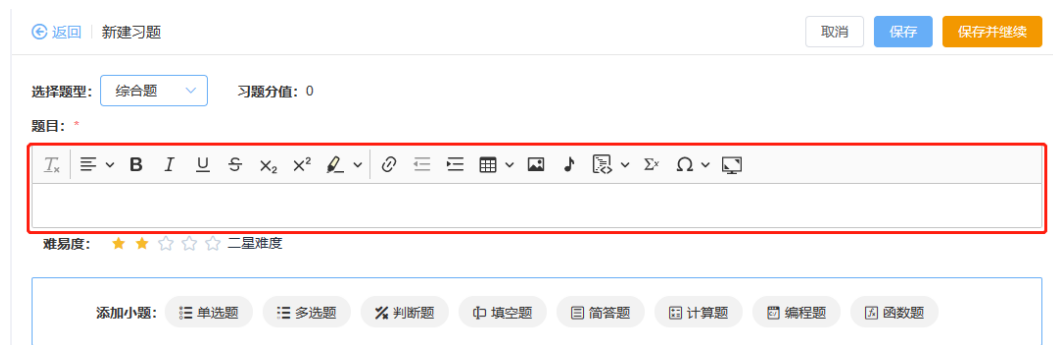 返回 新建习题 取消 保存 保存并继续
选择题型： 综合题 习题分值：0
题目：*
B I U S X₂ X² Σx Ω
难易度： 二星难度
添加小题： 单选题 多选题 判断题 填空题 简答题 计算题 编程题 函数题